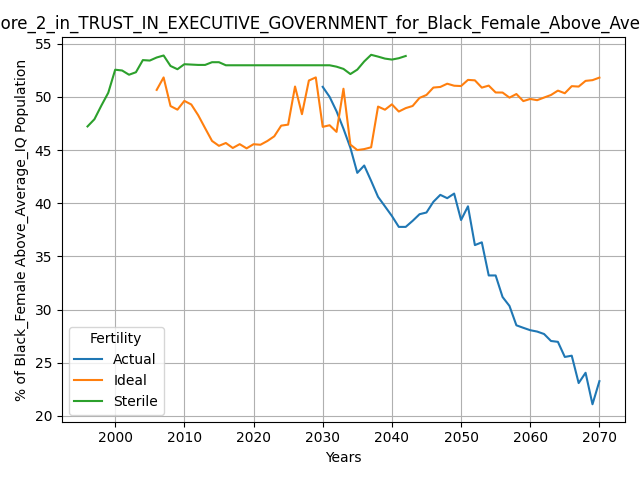 ore_2_in_TRUST_IN_EXECUTIVE_GOVERNMENT_for_Black_Female_Above_Ave
% of Black_Female Above_Average_IQ Population
55
50
45
40
35
30
25
20
Fertility
Actual
Ideal
Sterile
2000 2010 2020 2030 2040 2050 2060 2070
Years